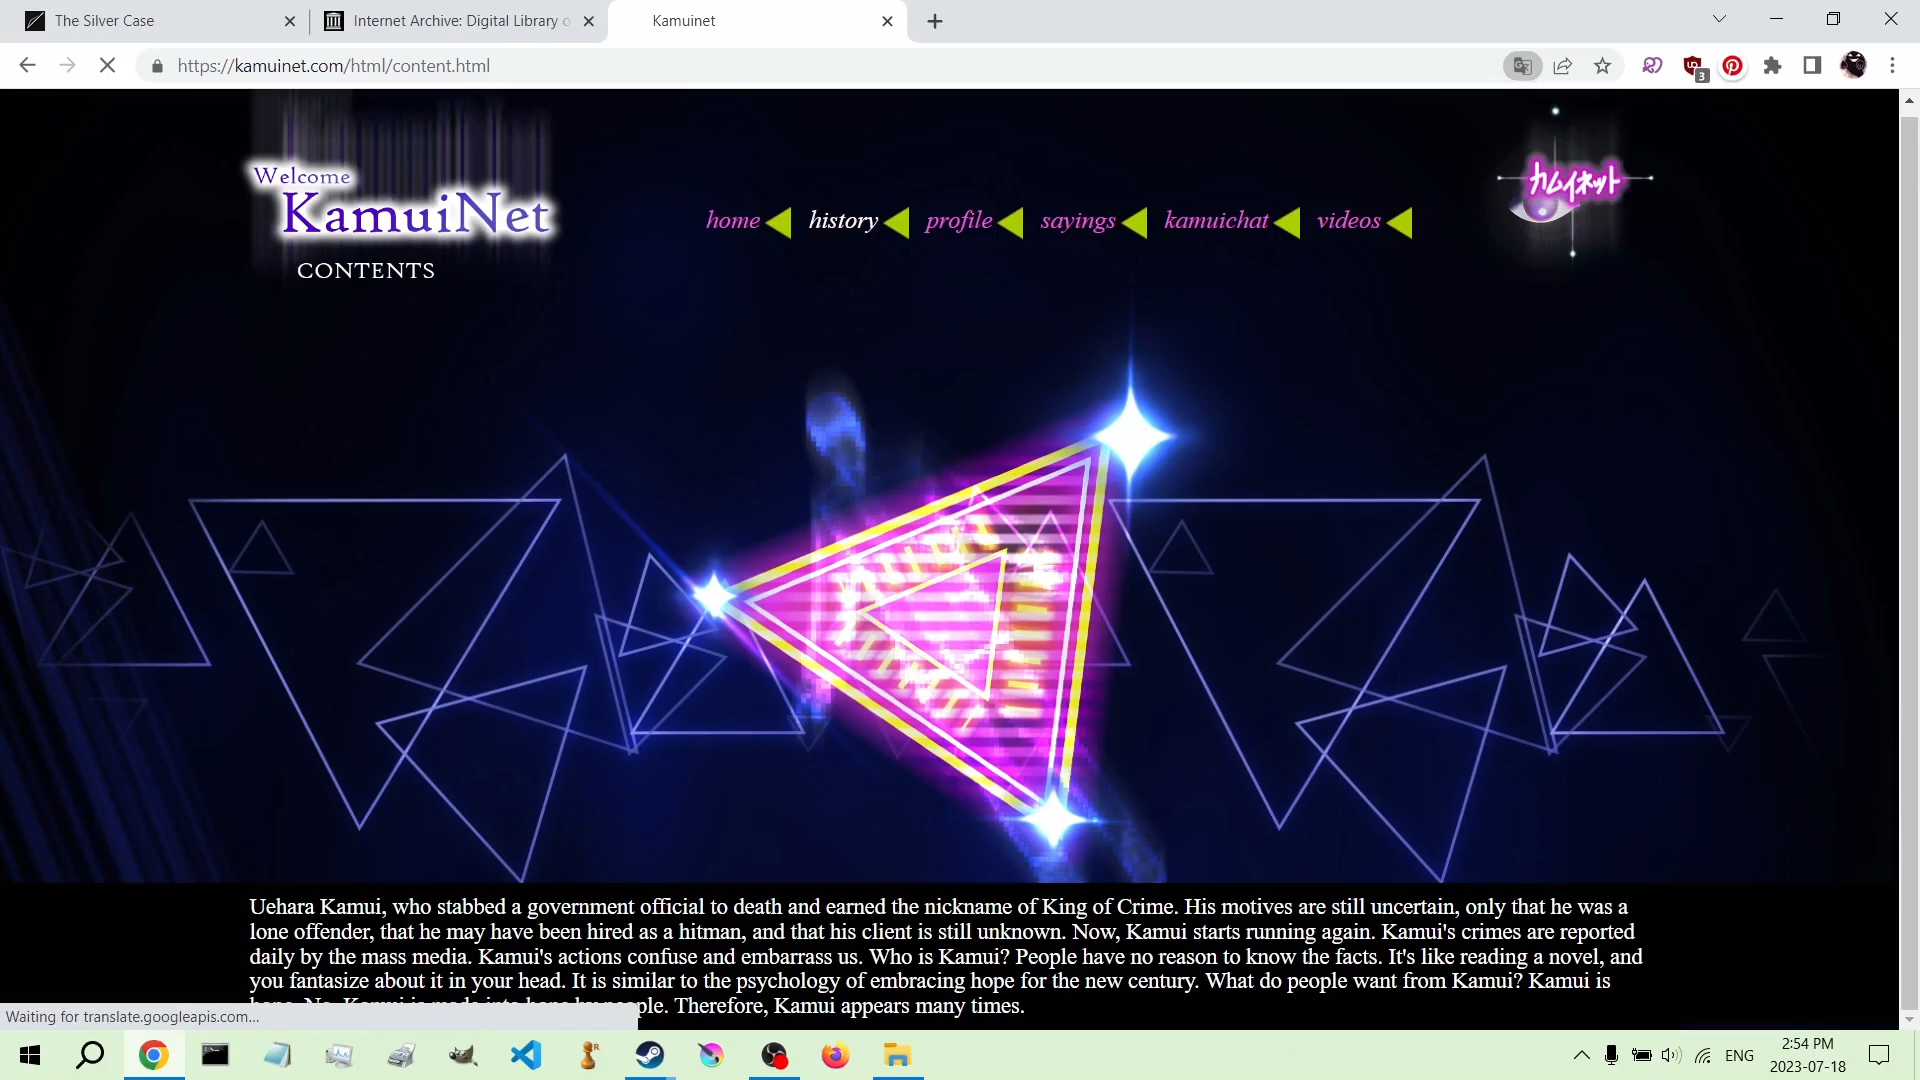 The Silver Case
Internet Archive: Digital Library o
Kamuinet
https://kamuinet.com/html/content.html
3
Welcome
KamuiNet
CONTENTS
home history profile sayings kamuichat videos
カムイネット
Uehara Kamui, who stabbed a government official to death and earned the nickname of King of Crime. His motives are still uncertain, only that he was a
lone offender, that he may have been hired as a hitman, and that his client is still unknown. Now, Kamui starts running again. Kamui's crimes are reported
daily by the mass media. Kamui's actions confuse and embarrass us. Who is Kamui? People have no reason to know the facts. It's like reading a novel, and
you fantasize about it in your head. It is similar to the psychology of embracing hope for the new century. What do people want from Kamui? Kamui is
ple. Therefore, Kamui appears many times.
Waiting for translate.googleapis.com...
ENG
2:54 PM
2023-07-18